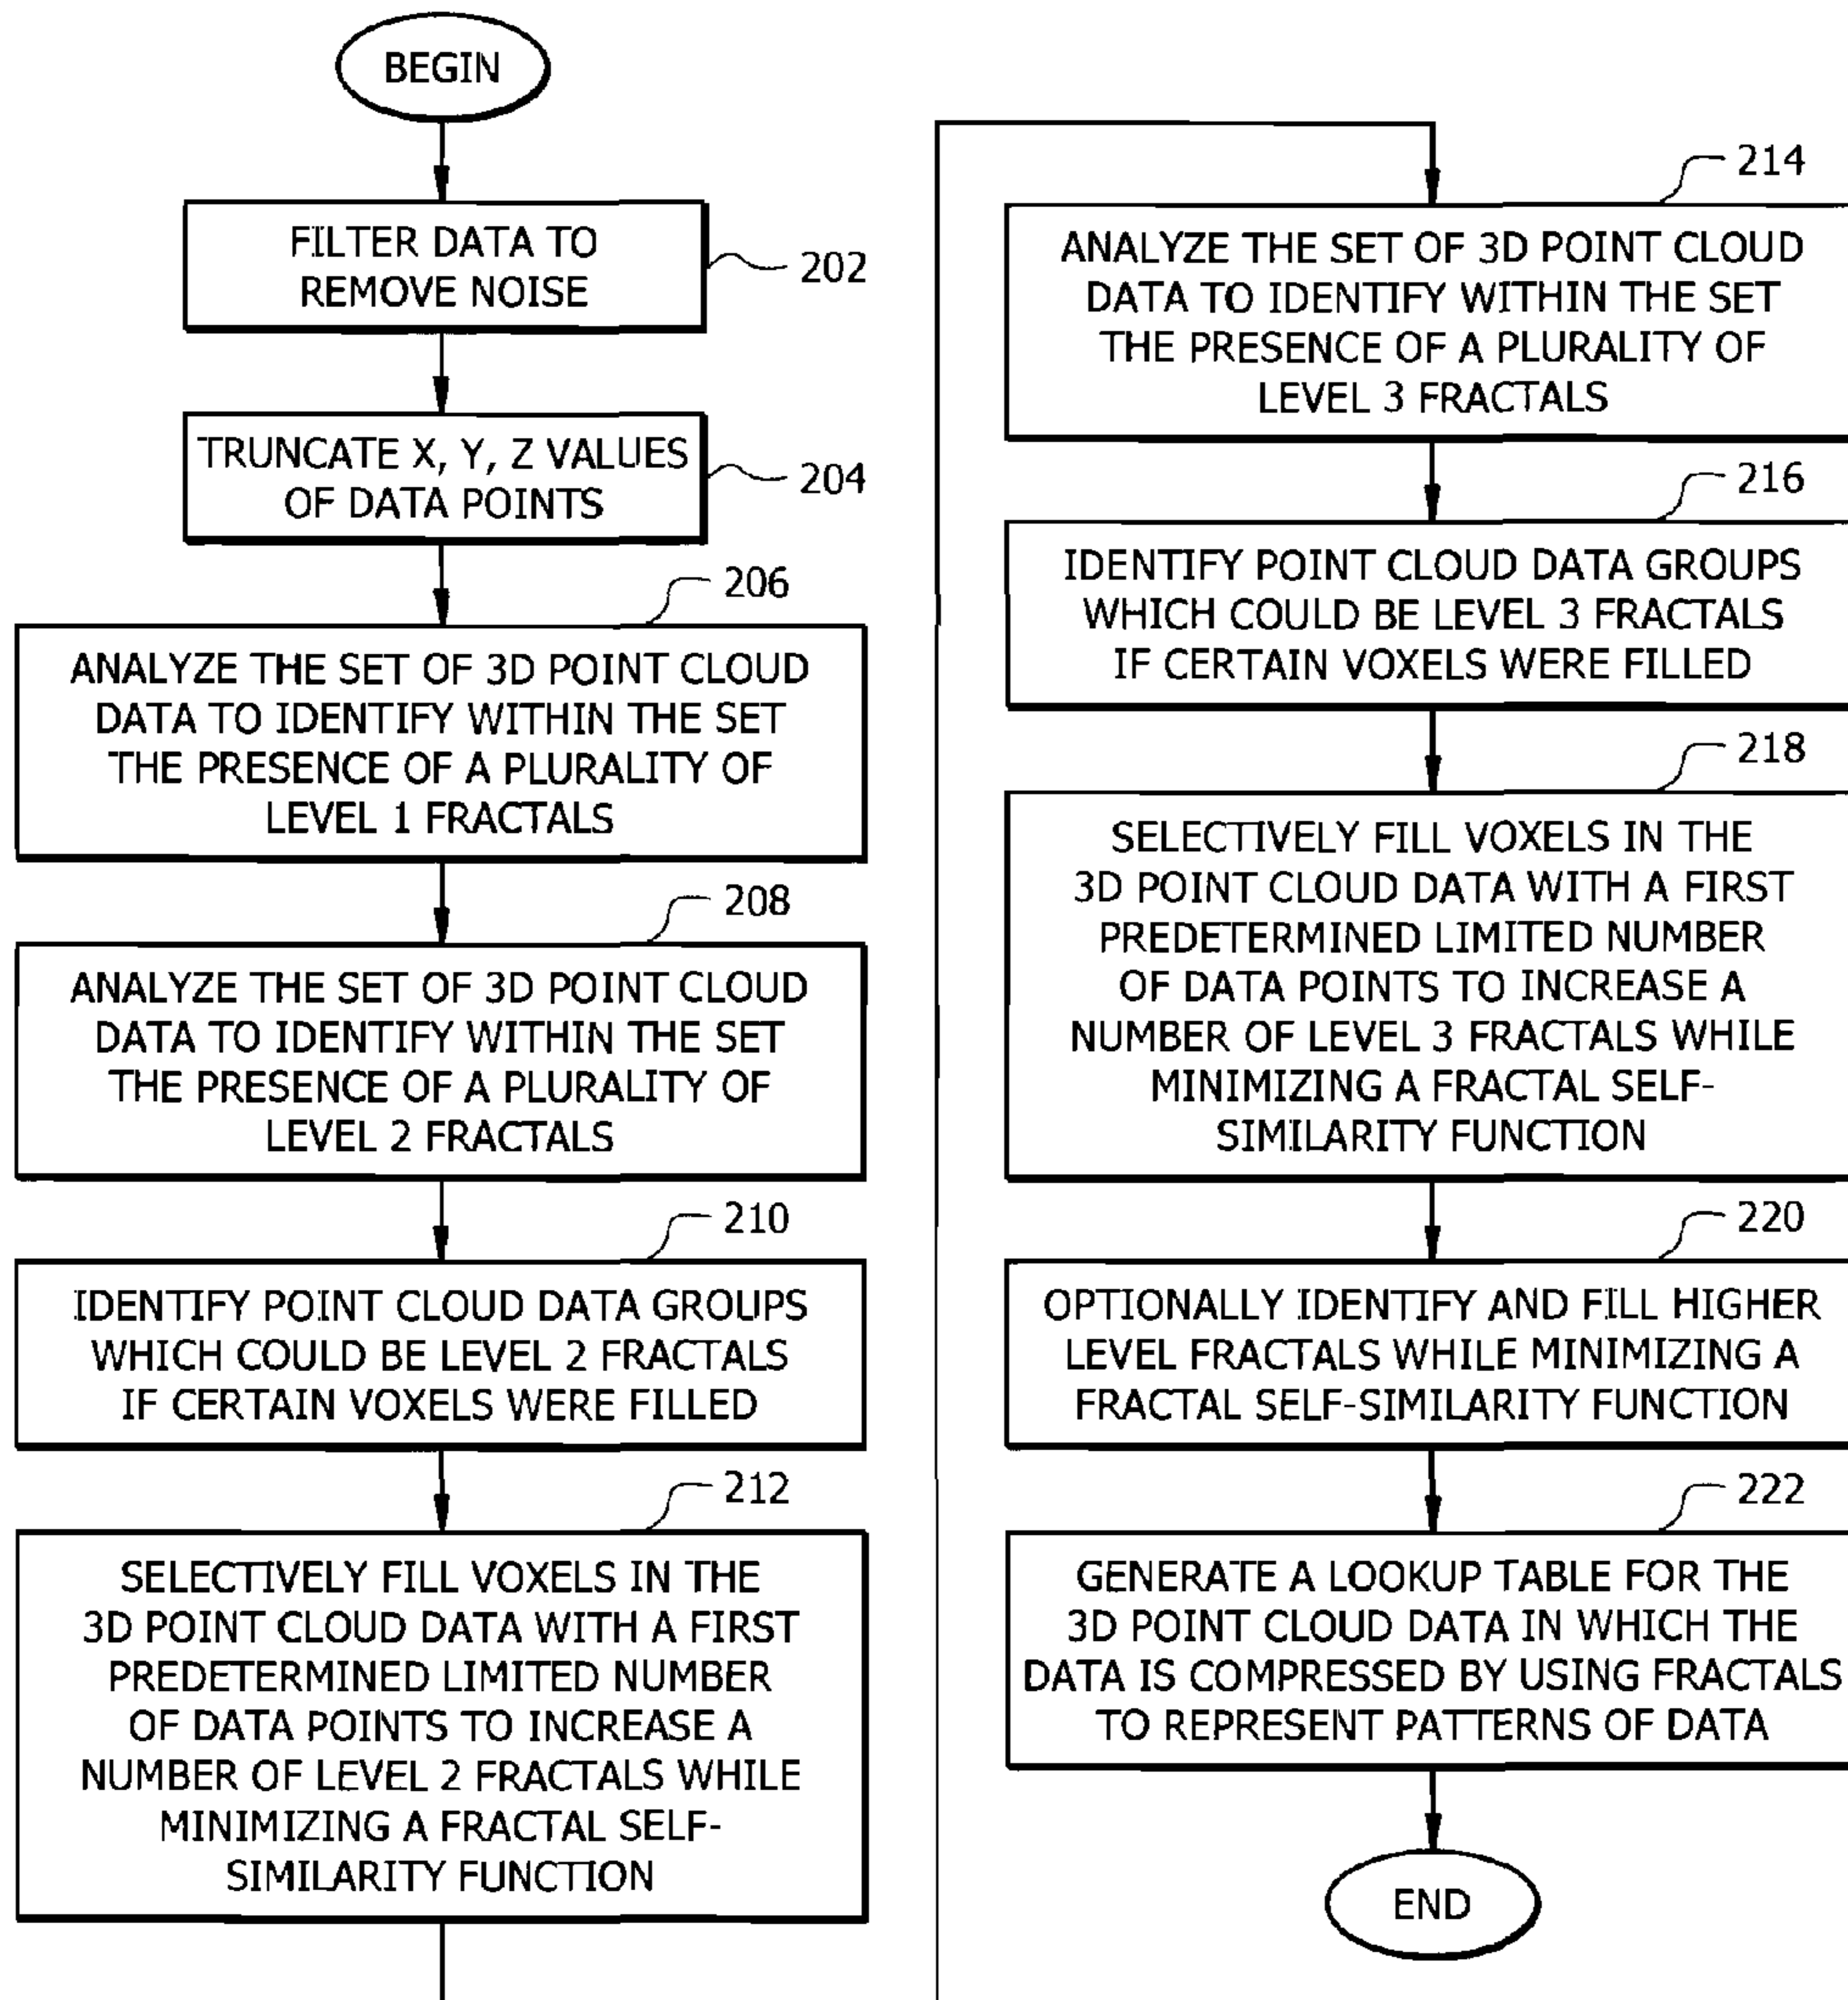 BEGIN
FILTER DATA TO
REMOVE NOISE
202
TRUNCATE X, Y, Z VALUES
OF DATA POINTS
204
206
ANALYZE THE SET OF 3D POINT CLOUD
DATA TO IDENTIFY WITHIN THE SET
THE PRESENCE OF A PLURALITY OF
LEVEL 1 FRACTALS
208
ANALYZE THE SET OF 3D POINT CLOUD
DATA TO IDENTIFY WITHIN THE SET
THE PRESENCE OF A PLURALITY OF
LEVEL 2 FRACTALS
210
IDENTIFY POINT CLOUD DATA GROUPS
WHICH COULD BE LEVEL 2 FRACTALS
IF CERTAIN VOXELS WERE FILLED
212
SELECTIVELY FILL VOXELS IN THE
3D POINT CLOUD DATA WITH A FIRST
PREDETERMINED LIMITED NUMBER
OF DATA POINTS TO INCREASE A
NUMBER OF LEVEL 2 FRACTALS WHILE
MINIMIZING A FRACTAL SELF-
SIMILARITY FUNCTION
214
ANALYZE THE SET OF 3D POINT CLOUD
DATA TO IDENTIFY WITHIN THE SET
THE PRESENCE OF A PLURALITY OF
LEVEL 3 FRACTALS
216
IDENTIFY POINT CLOUD DATA GROUPS
WHICH COULD BE LEVEL 3 FRACTALS
IF CERTAIN VOXELS WERE FILLED
218
SELECTIVELY FILL VOXELS IN THE
3D POINT CLOUD DATA WITH A FIRST
PREDETERMINED LIMITED NUMBER
OF DATA POINTS TO INCREASE A
NUMBER OF LEVEL 3 FRACTALS WHILE
MINIMIZING A FRACTAL SELF-
SIMILARITY FUNCTION
220
OPTIONALLY IDENTIFY AND FILL HIGHER
LEVEL FRACTALS WHILE MINIMIZING A
FRACTAL SELF-SIMILARITY FUNCTION
222
GENERATE A LOOKUP TABLE FOR THE
3D POINT CLOUD DATA IN WHICH THE
DATA IS COMPRESSED BY USING FRACTALS
TO REPRESENT PATTERNS OF DATA
END